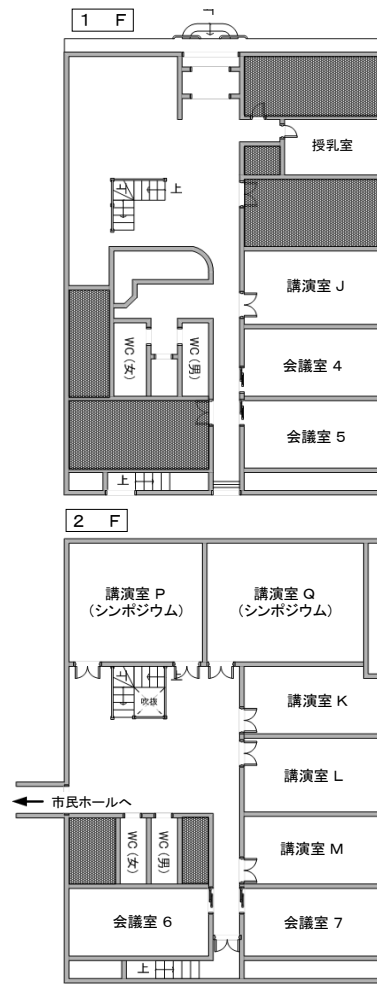 1 F
授乳室
上
上
講演室 J
WC(女)
WC(男)
会議室 4
会議室 5
上
2 F
講演室 P
(シンポジウム)
講演室 Q
(シンポジウム)
上
上
吹抜
講演室 K
講演室 L
市民ホールへ
WC(女)
WC(男)
講演室 M
会議室 6
会議室 7
上